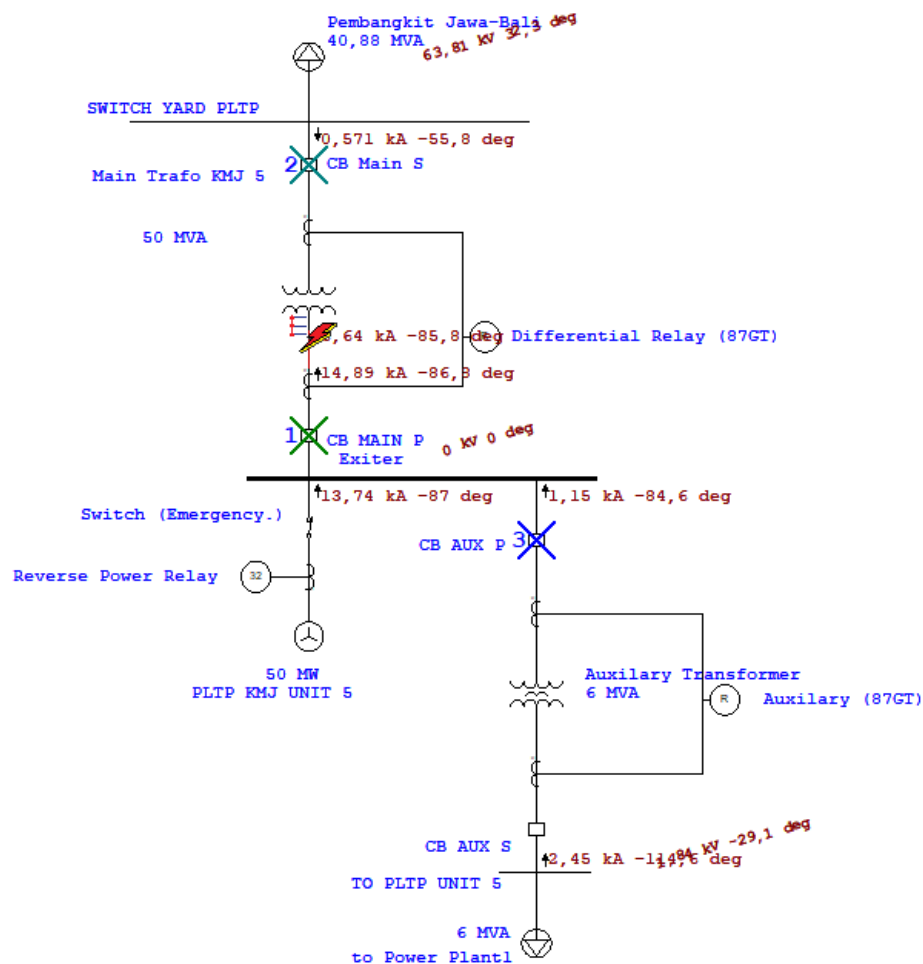 Pembangkit Jawa-Bali
40,88 MVA
63,81 kV 32,3 deg
SWITCH YARD PLTP
0,571 kA -55,8 deg
2
CB Main S
Main Trafo KMJ 5
50 MVA
,64 kA -85,8 deg
Differential Relay (87GT)
14,89 kA -86,8 deg
1
CB MAIN P
0 kV 0 deg
Exiter
13,74 kA -87 deg
1,15 kA -84,6 deg
Switch (Emergency.)
CB AUX P
3
Reverse Power Relay
32
50 MW
PLTP KMJ UNIT 5
Auxilary Transformer
6 MVA
R
Auxilary (87GT)
CB AUX S
kV -29,1 deg
2,45 kA deg
TO PLTP UNIT 5
6 MVA
to Power Plant1